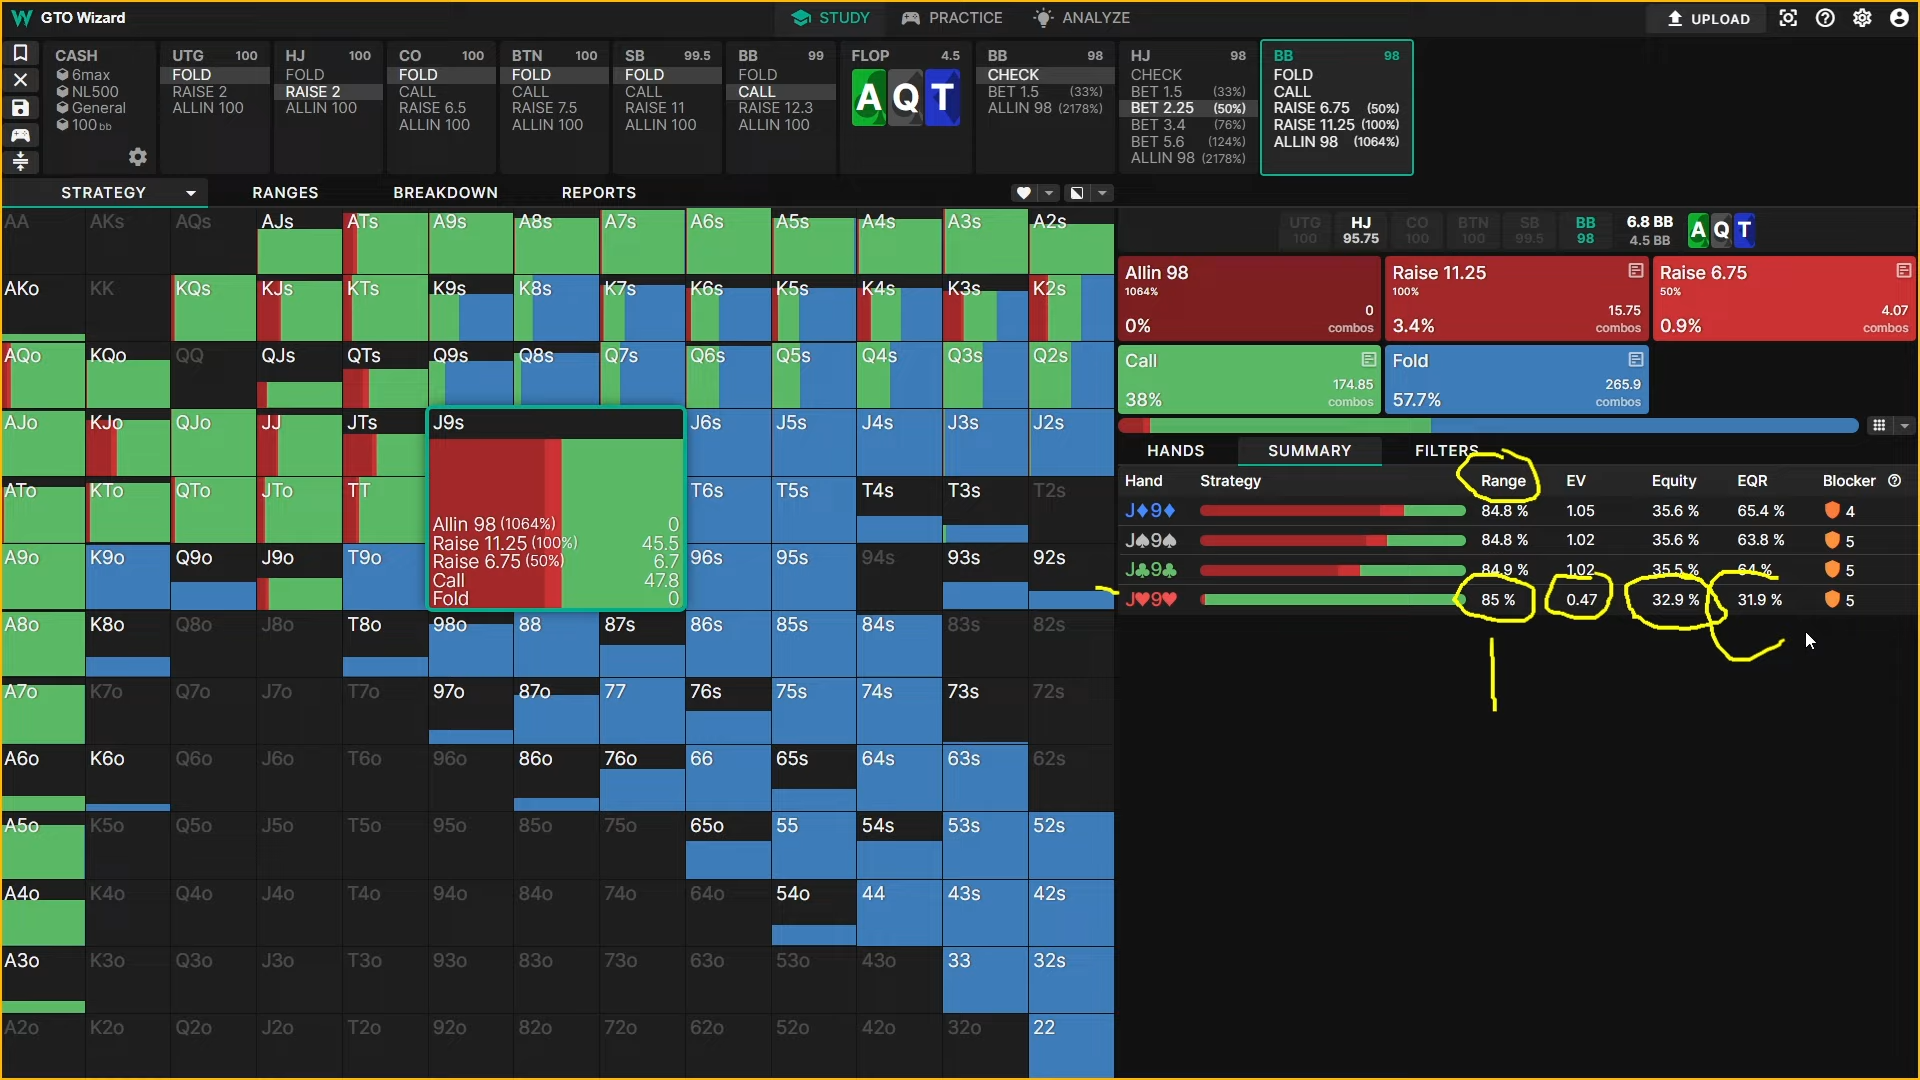 GTO Wizard
STUDY
PRACTICE
ANALYZE
UPLOAD
CASH
6max
NL500
General
100bb
UTG 100
FOLD
RAISE 2
ALLIN 100
HJ 100
FOLD
RAISE 2
ALLIN 100
CO 100
FOLD
CALL
RAISE 6.5
ALLIN 100
BTN 100
FOLD
CALL
RAISE 7.5
ALLIN 100
SB 99.5
FOLD
CALL
RAISE 11
ALLIN 100
BB 99
FOLD
CALL
RAISE 12.3
ALLIN 100
FLOP 4.5
A Q T
BB 98
CHECK
BET 1.5 (33%)
ALLIN 98 (2178%)
HJ 98
CHECK
BET 1.5 (33%)
BET 2.25 (50%)
BET 3.4 (76%)
BET 5.6 (124%)
ALLIN 98 (2178%)
BB 98
FOLD
CALL
RAISE 6.75 (50%)
RAISE 11.25 (100%)
ALLIN 98 (1064%)
STRATEGY RANGES BREAKDOWN REPORTS
AA AKs AQs AJs ATs A9s A8s A7s A6s A5s A4s A3s A2s
AKo KK KQs KJs KTs K9s K8s K7s K6s K5s K4s K3s K2s
AQo KQo QQ QJs QTs Q9s Q8s Q7s Q6s Q5s Q4s Q3s Q2s
AJo KJo QJo JJ JTs J9s J6s J5s J4s J3s J2s
ATo KTo QTo JTo TT T6s T5s T4s T3s T2s
A9o K9o Q9o J9o T9o 96s 95s 94s 93s 92s
Allin 98 (1064%) 0
Raise 11.25 (100%) 45.5
Raise 6.75 (50%) 6.7
Call 47.8
Fold 0
A8o K8o Q8o J8o T8o 98o 88 87s 86s 85s 84s 83s 82s
A7o K7o Q7o J7o T7o 97o 87o 77 76s 75s 74s 73s 72s
A6o K6o Q6o J6o T6o 96o 86o 76o 66 65s 64s 63s 62s
A5o K5o Q5o J5o T5o 95o 85o 75o 65o 55 54s 53s 52s
A4o K4o Q4o J4o T4o 94o 84o 74o 64o 54o 44 43s 42s
A3o K3o Q3o J3o T3o 93o 83o 73o 63o 53o 43o 33 32s
A2o K2o Q2o J2o T2o 92o 82o 72o 62o 52o 42o 32o 22
UTG HJ CO BTN SB BB 6.8 BB
100 95.75 100 100 99.5 98 4.5 BB
A Q T
Allin 98
1064%
0
0% combos
Raise 11.25
100%
15.75
3.4% combos
Raise 6.75
50%
4.07
0.9% combos
Call
174.85
38% combos
Fold
265.9
57.7% combos
HANDS SUMMARY FILTERS
Hand Strategy Range EV Equity EQR Blocker
J♦9♦ 84.8 % 1.05 35.6 % 65.4 % 4
J♠9♠ 84.8 % 1.02 35.6 % 63.8 % 5
J♣9♣ 84.9 % 1.02 35.5 % 64 % 5
J♥9♥ 85 % 0.47 32.9 % 31.9 % 5